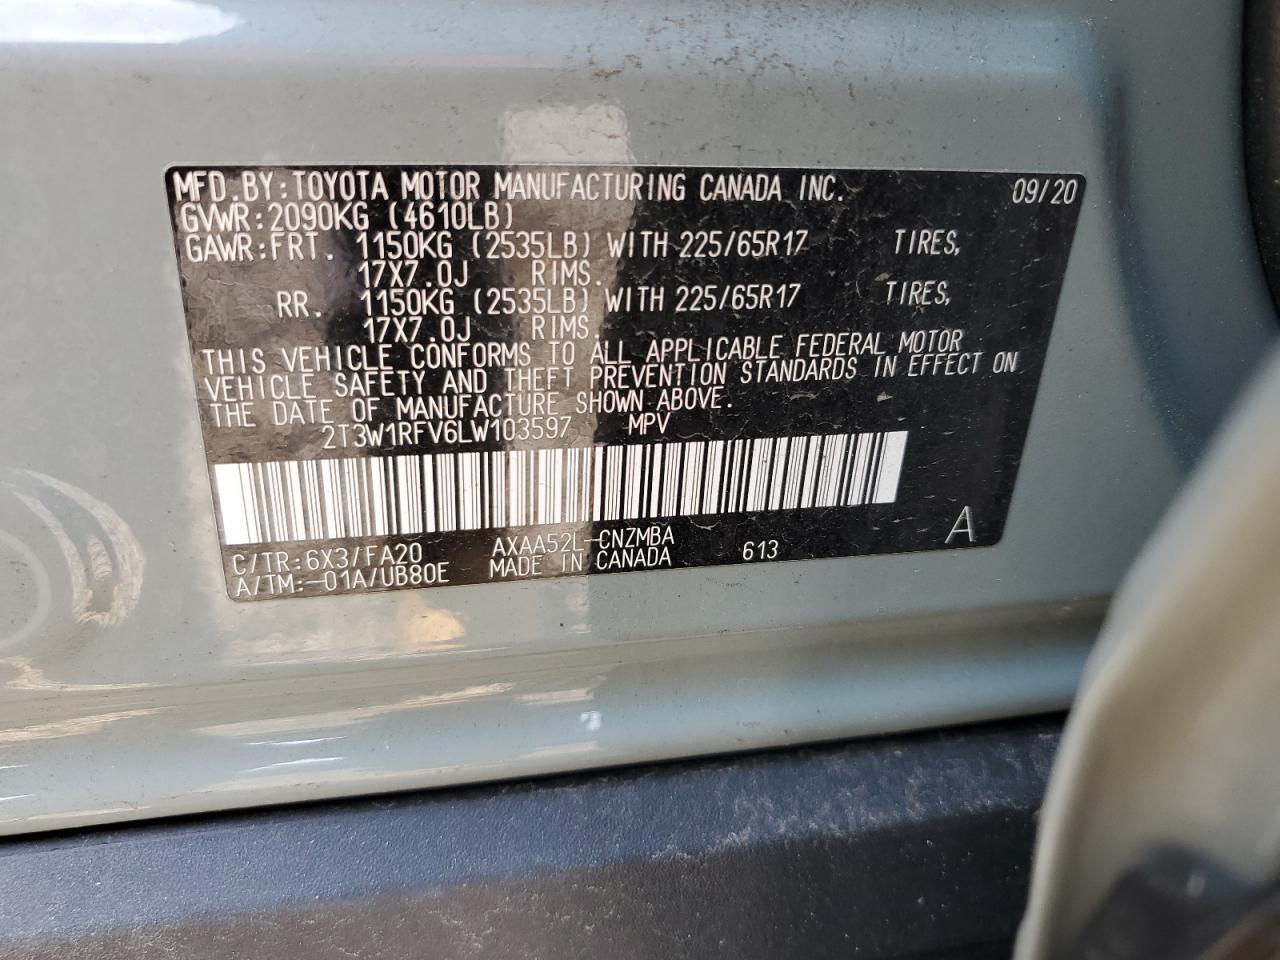 MFD.BY:TOYOTA MOTOR MANUFACTURING CANADA INC. 09/20
GVWR:2090KG (4610LB)
GAWR:FRT. 1150KG (2535LB) WITH 225/65R17 TIRES,
17X7.0J RIMS.
RR. 1150KG (2535LB) WITH 225/65R17 TIRES,
17X7.0J RIMS
THIS VEHICLE CONFORMS TO ALL APPLICABLE FEDERAL MOTOR
VEHICLE SAFETY AND THEFT PREVENTION STANDARDS IN EFFECT ON
THE DATE OF MANUFACTURE SHOWN ABOVE.
2T3W1RFV6LW103597 MPV
C/TR:6X3/FA20 AXAA52L-CNZMBA 613 A
A/TM:-01A/UB80E MADE IN CANADA